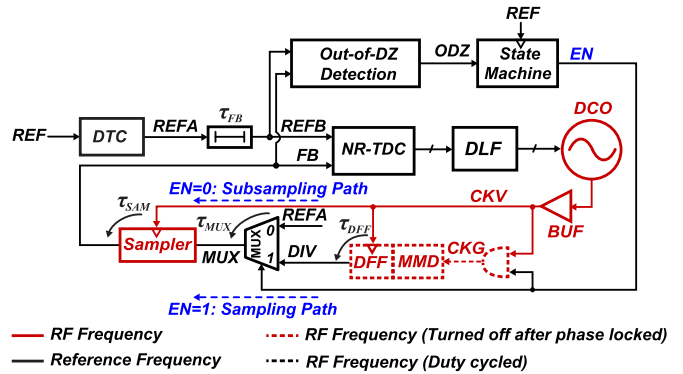 REF
Out-of-DZ
Detection
ODZ
State
Machine
EN
REF
DTC
REFA
τFB
REFB
FB
NR-TDC
DLF
DCO
EN=0: Subsampling Path
τSAM
Sampler
τMUX
MUX
MUX
0
1
REFA
DIV
τDFF
DFF
MMD
CKG
CKV
BUF
EN=1: Sampling Path
RF Frequency
RF Frequency (Turned off after phase locked)
Reference Frequency
RF Frequency (Duty cycled)